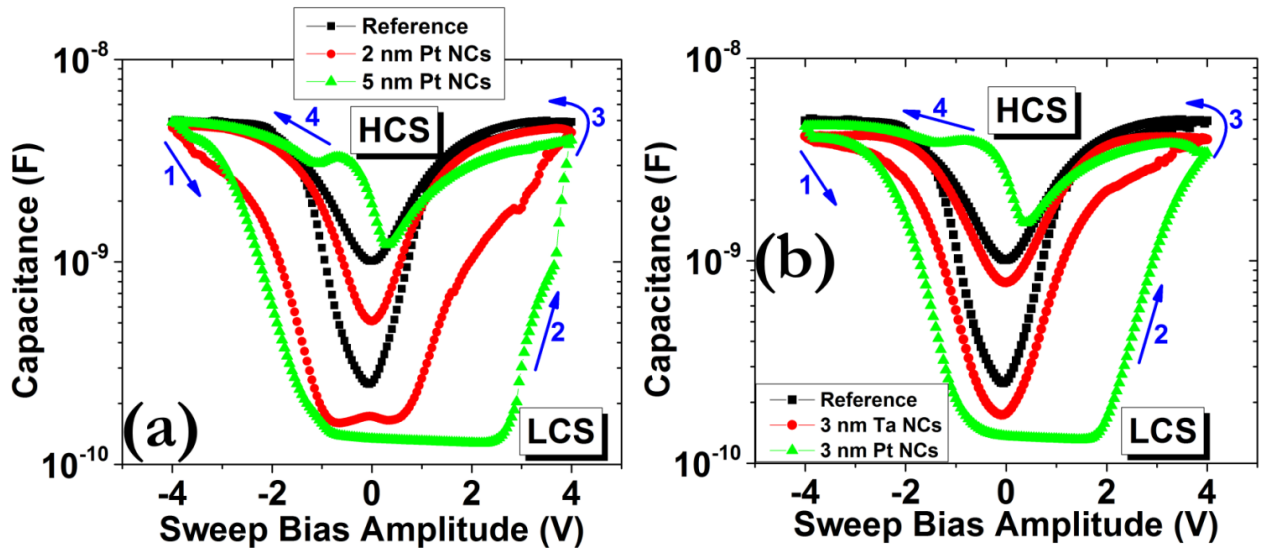 Reference
2 nm Pt NCs
5 nm Pt NCs
10⁻⁸
10⁻⁹
10⁻¹⁰
Capacitance (F)
HCS
LCS
1
2
3
4
(a)
-4 -2 0 2 4
Sweep Bias Amplitude (V)
10⁻⁸
10⁻⁹
10⁻¹⁰
Capacitance (F)
HCS
LCS
1
2
3
4
(b)
Reference
3 nm Ta NCs
3 nm Pt NCs
-4 -2 0 2 4
Sweep Bias Amplitude (V)